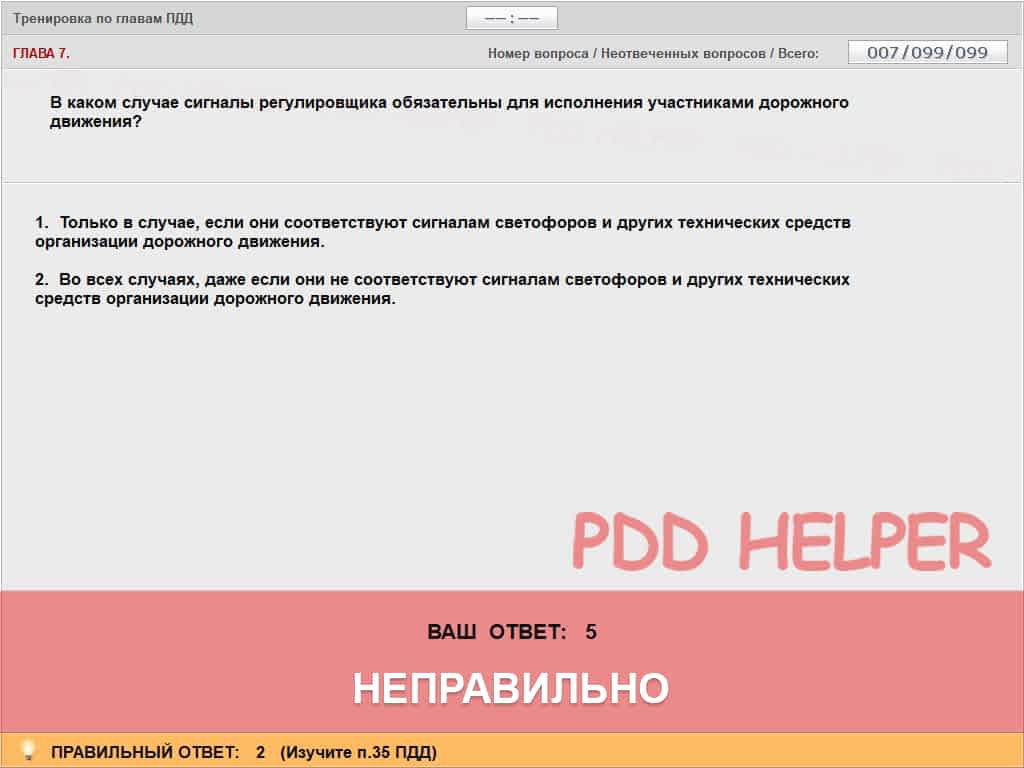 Тренировка по главам ПДД
—— : ——
ГЛАВА 7.
Номер вопроса / Неотвеченных вопросов / Всего:
007/099/099
В каком случае сигналы регулировщика обязательны для исполнения участниками дорожного
движения?
1. Только в случае, если они соответствуют сигналам светофоров и других технических средств
организации дорожного движения.
2. Во всех случаях, даже если они не соответствуют сигналам светофоров и других технических
средств организации дорожного движения.
PDD HELPER
ВАШ ОТВЕТ: 5
НЕПРАВИЛЬНО
ПРАВИЛЬНЫЙ ОТВЕТ: 2 (Изучите п.35 ПДД)